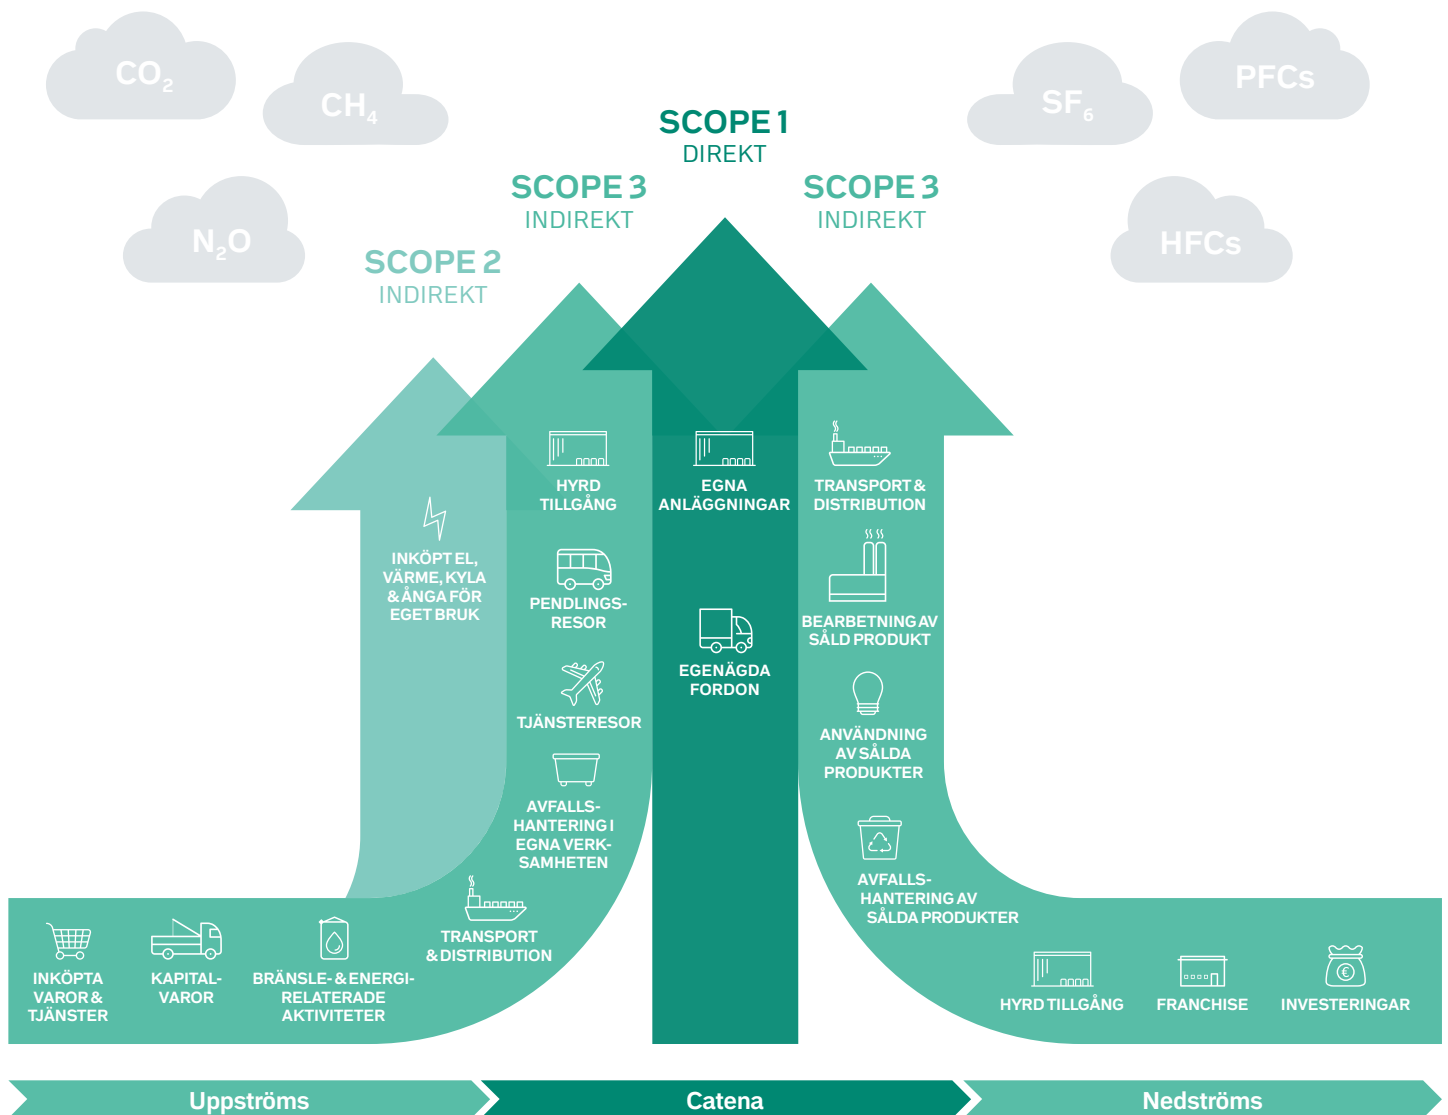 CO₂
CH₄
N₂O
SF₆
PFCs
HFCs
SCOPE 1
DIREKT
SCOPE 3
INDIREKT
SCOPE 3
INDIREKT
SCOPE 2
INDIREKT
INKÖPT EL,
VÄRME, KYLA
& ÅNGA FÖR
EGET BRUK
HYRD
TILLGÅNG
PENDLINGS-
RESOR
TJÄNSTERESOR
AVFALLS-
HANTERING I
EGNA VERK-
SAMHETEN
TRANSPORT
& DISTRIBUTION
BRÄNSLE- & ENERGI-
RELATERADE
AKTIVITETER
KAPITAL-
VAROR
INKÖPTA
VAROR &
TJÄNSTER
EGNA
ANLÄGGNINGAR
EGENÄGDA
FORDON
TRANSPORT &
DISTRIBUTION
BEARBETNING AV
SÅLD PRODUKT
ANVÄNDNING
AV SÅLDA
PRODUKTER
AVFALLS-
HANTERING AV
SÅLDA PRODUKTER
HYRD TILLGÅNG
FRANCHISE
€
INVESTERINGAR
Uppströms
Catena
Nedströms